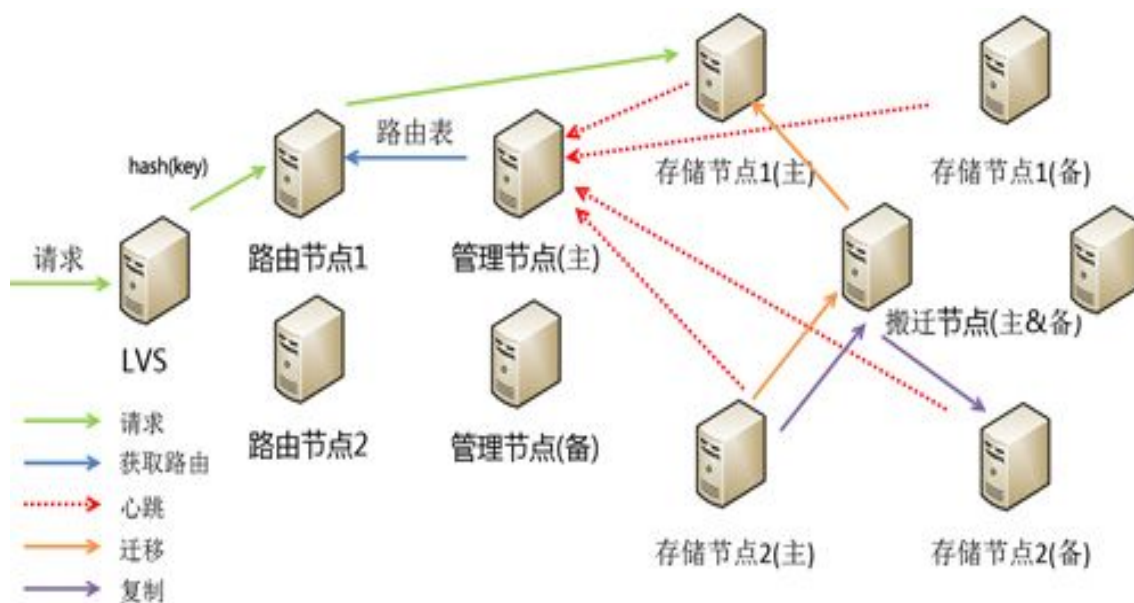 路由表
hash(key)
存储节点1(主)
存储节点1(备)
请求
路由节点1
管理节点(主)
搬迁节点(主&备)
LVS
请求
路由节点2
管理节点(备)
获取路由
心跳
迁移
存储节点2(主)
存储节点2(备)
复制